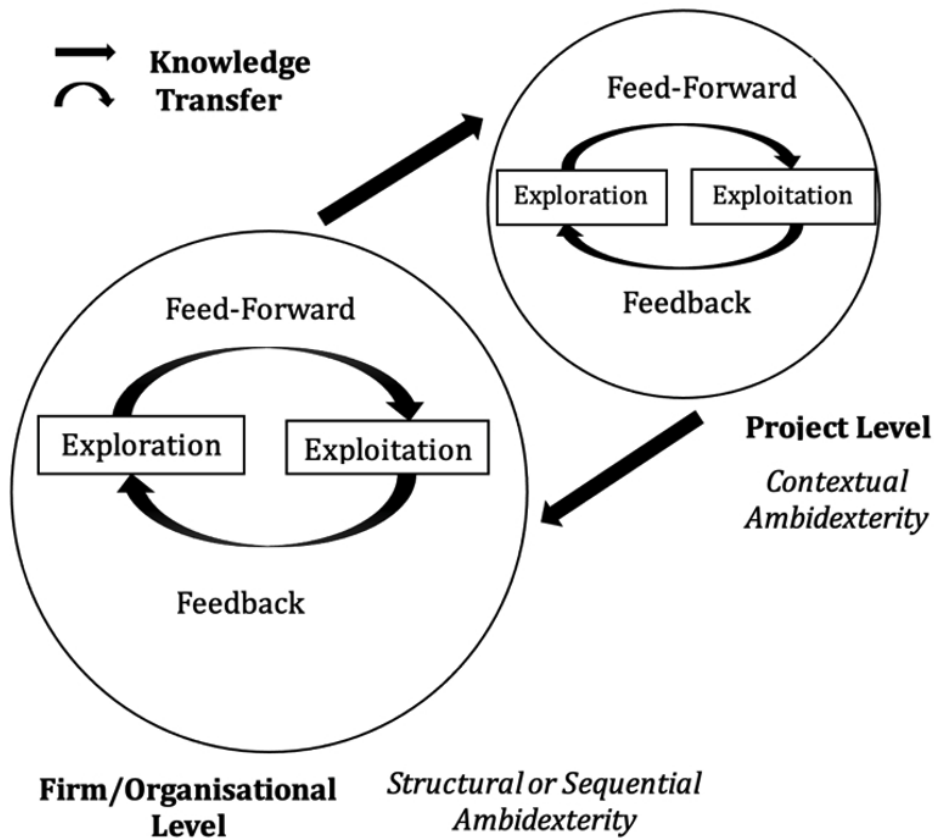 Knowledge
Transfer
Feed-Forward
Exploration
Exploitation
Feedback
Feed-Forward
Exploration
Exploitation
Feedback
Project Level
Contextual
Ambidexterity
Firm/Organisational
Level
Structural or Sequential
Ambidexterity